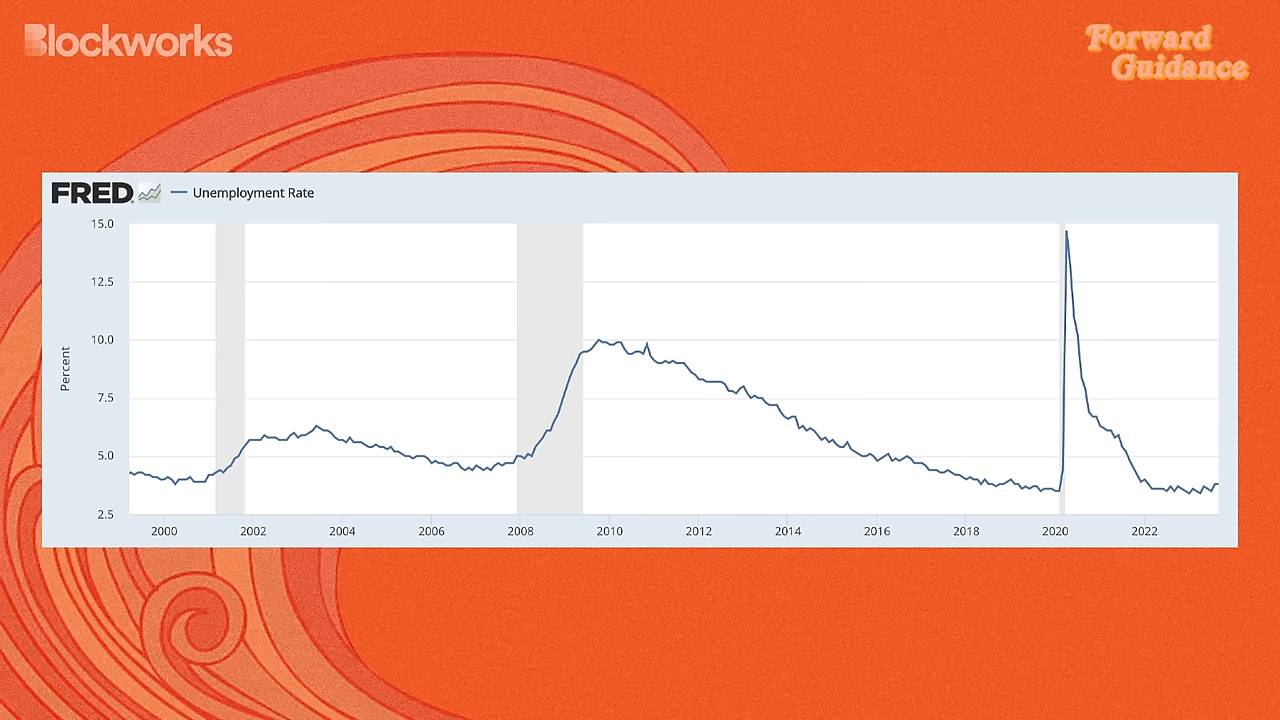 Blockworks
Forward
Guidance
FRED
Unemployment Rate
Percent
15.0
12.5
10.0
7.5
5.0
2.5
2000 2002 2004 2006 2008 2010 2012 2014 2016 2018 2020 2022